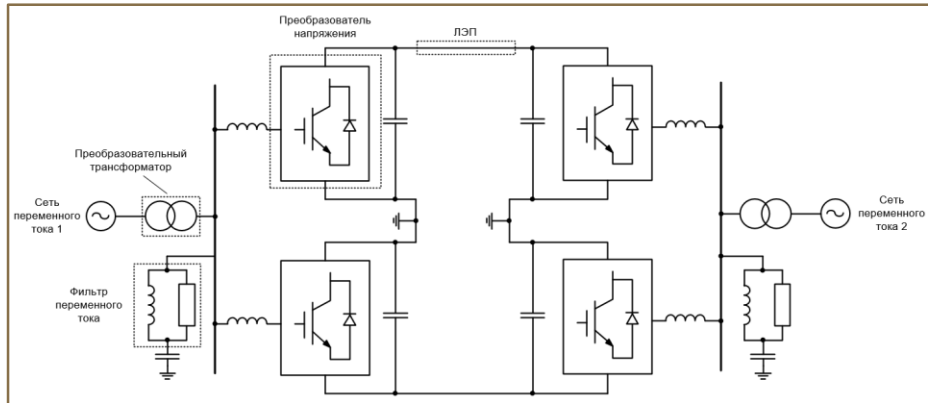 Преобразователь
напряжения
ЛЭП
Преобразовательный
трансформатор
Сеть
переменного
тока 1
Сеть
переменного
тока 2
Фильтр
переменного
тока